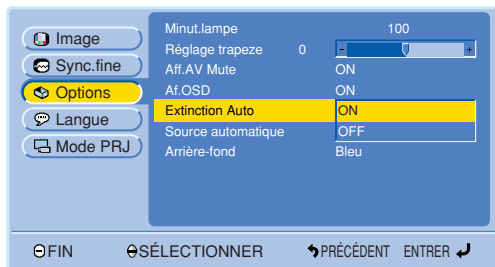 Image
Sync.fine
Options
Langue
Mode PRJ
Minut.lampe 100
Réglage trapeze 0 - +
Aff.AV Mute ON
Af.OSD ON
Extinction Auto ON
Source automatique OFF
Arrière-fond Bleu
FIN SÉLECTIONNER PRÉCÉDENT ENTRER